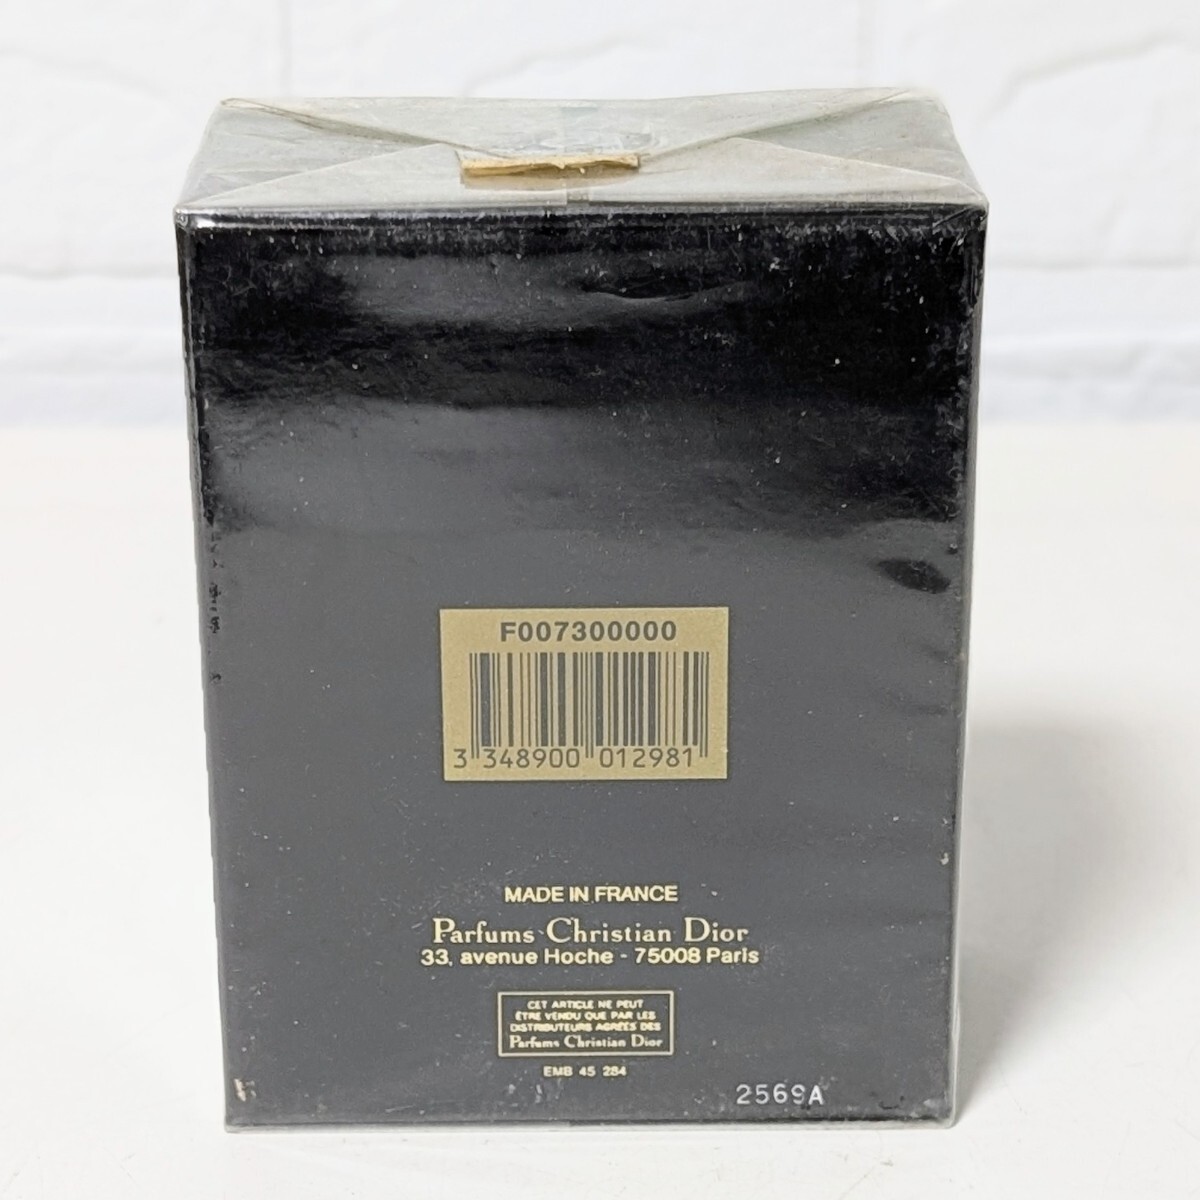 F007300000
3 348900 012981
MADE IN FRANCE
Parfums Christian Dior
33, avenue Hoche - 75008 Paris
CET ARTICLE NE PEUT
ÊTRE VENDU QUE PAR LES
DISTRIBUTEURS AGRÉÉS DES
Parfums Christian Dior
EMB 45 284
2569A